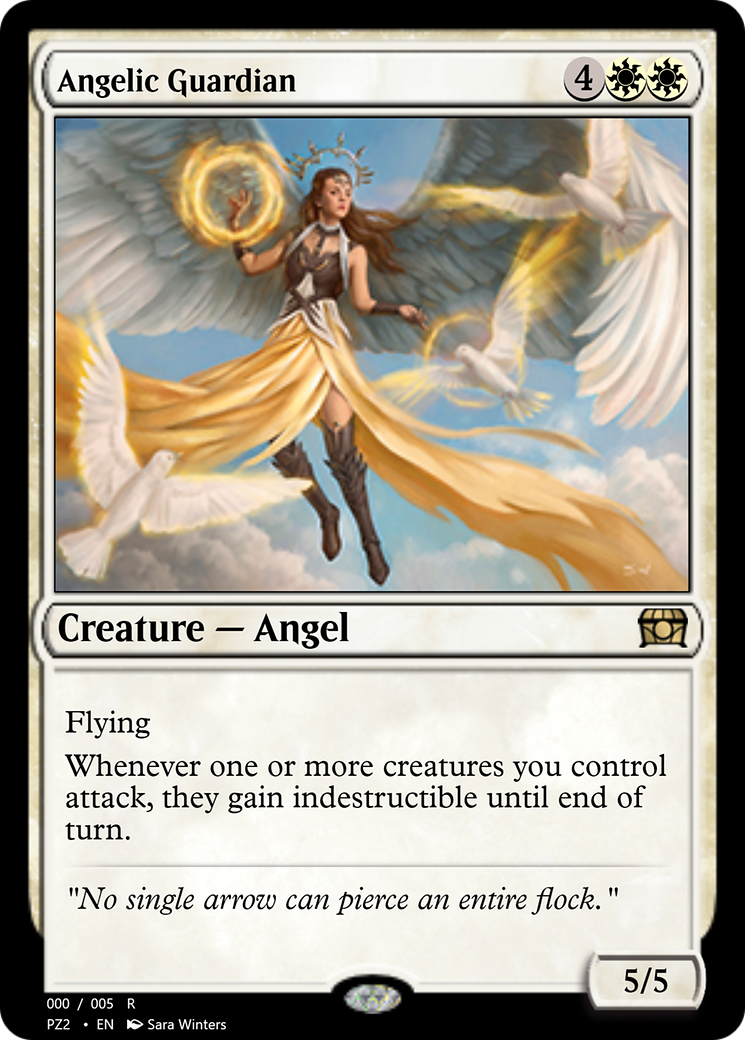 Angelic Guardian 4
Creature — Angel
Flying
Whenever one or more creatures you control
attack, they gain indestructible until end of
turn.
"No single arrow can pierce an entire flock."
5/5
000 / 005 R
PZ2 • EN Sara Winters